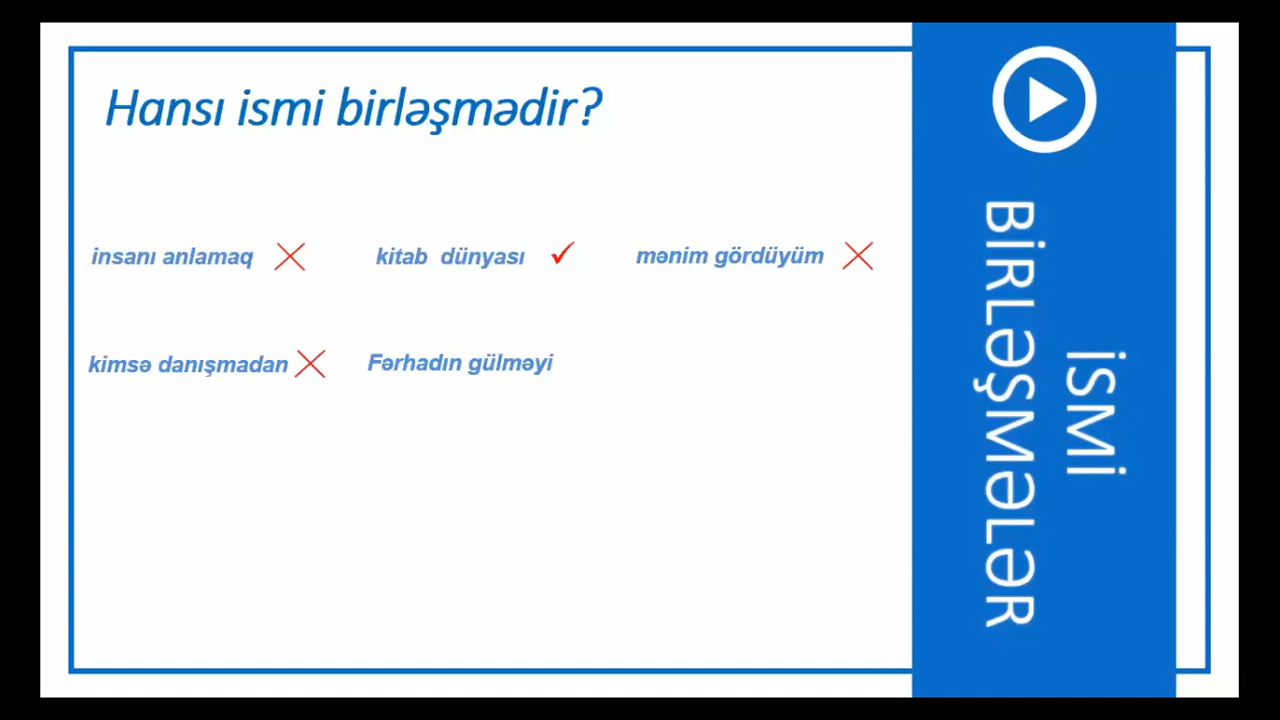 Hansı ismi birləşmədir?
insanı anlamaq
kitab dünyası
mənim gördüyüm
kimsə danışmadan
Fərhadın gülməyi
İSMİ
BİRLƏŞMƏLƏR